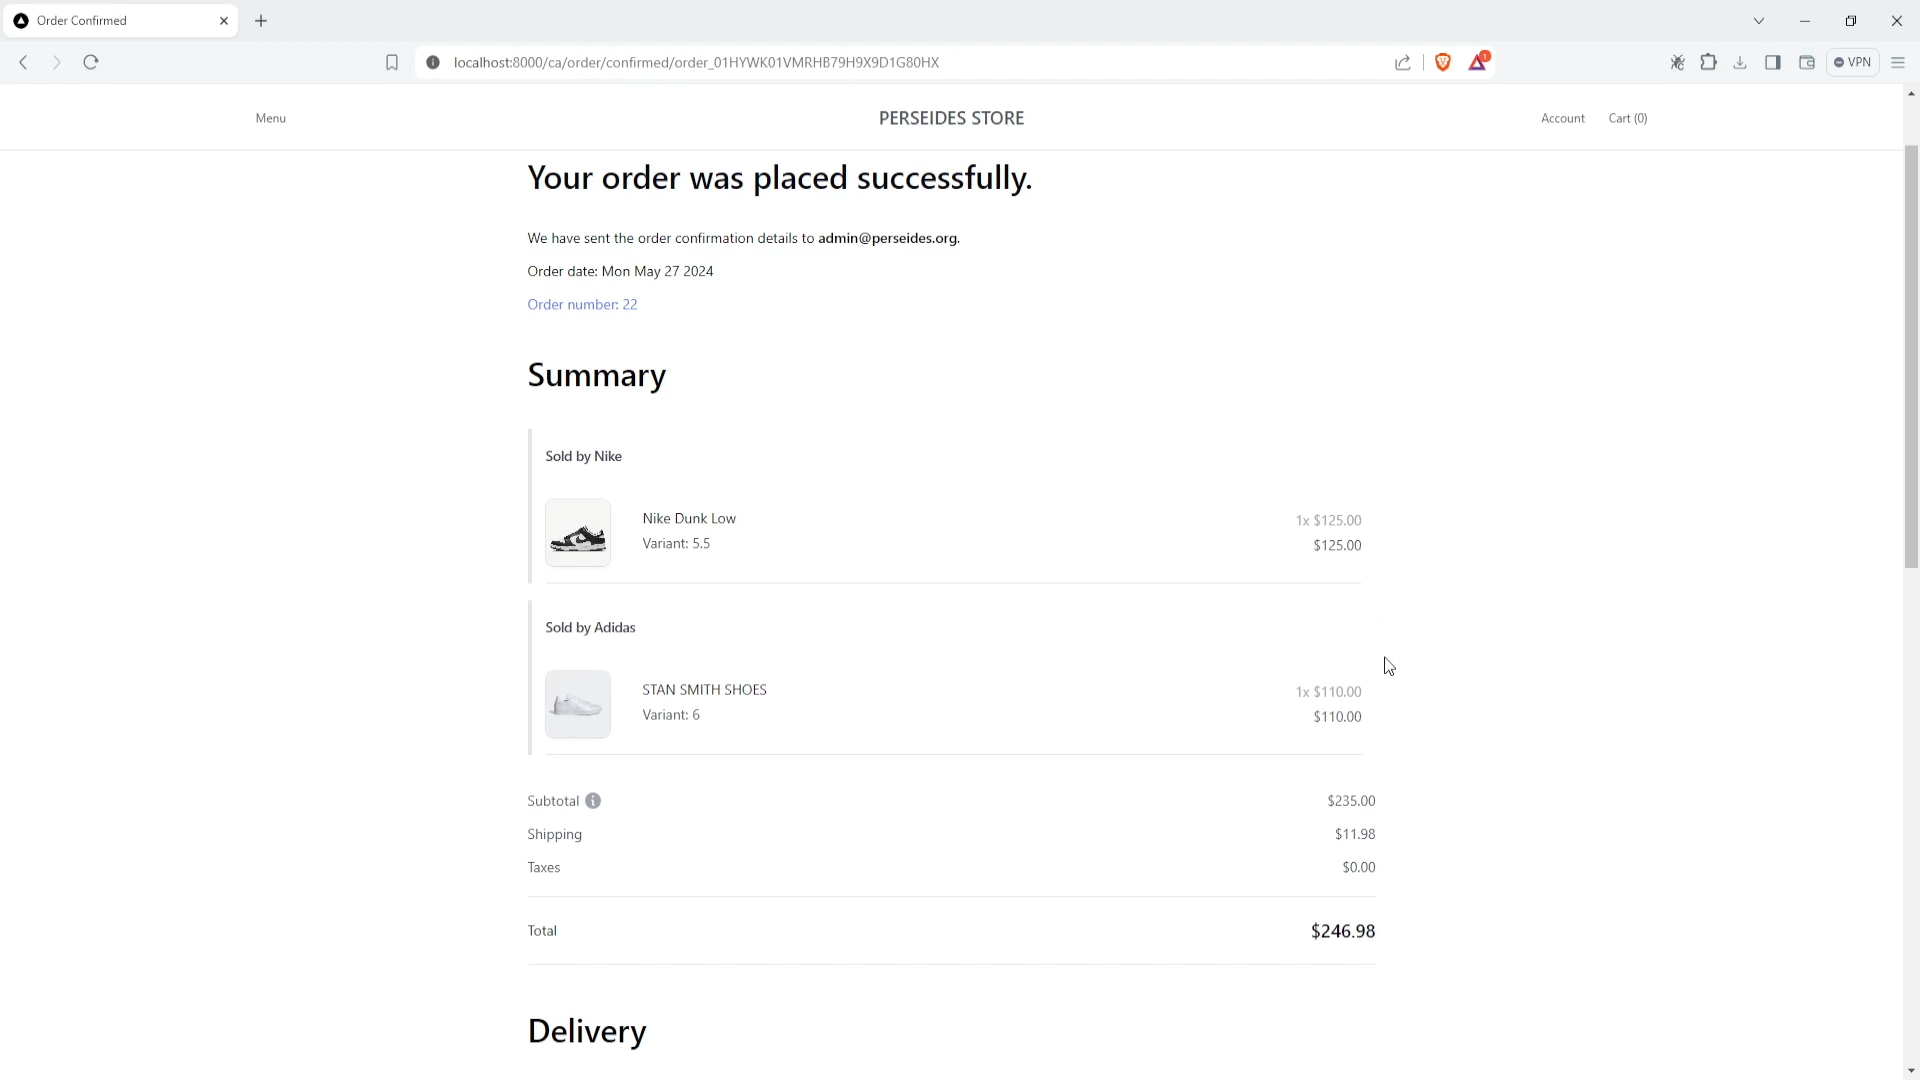 Order Confirmed
localhost:8000/ca/order/confirmed/order_01HYWK01VMRHB79H9X9D1G80HX
1
VPN
Menu
PERSEIDES STORE
Account
Cart (0)
Your order was placed successfully.
We have sent the order confirmation details to admin@perseides.org.
Order date: Mon May 27 2024
Order number: 22
Summary
Sold by Nike
Nike Dunk Low
1x $125.00
Variant: 5.5
$125.00
Sold by Adidas
STAN SMITH SHOES
1x $110.00
Variant: 6
$110.00
Subtotal
$235.00
Shipping
$11.98
Taxes
$0.00
Total
$246.98
Delivery